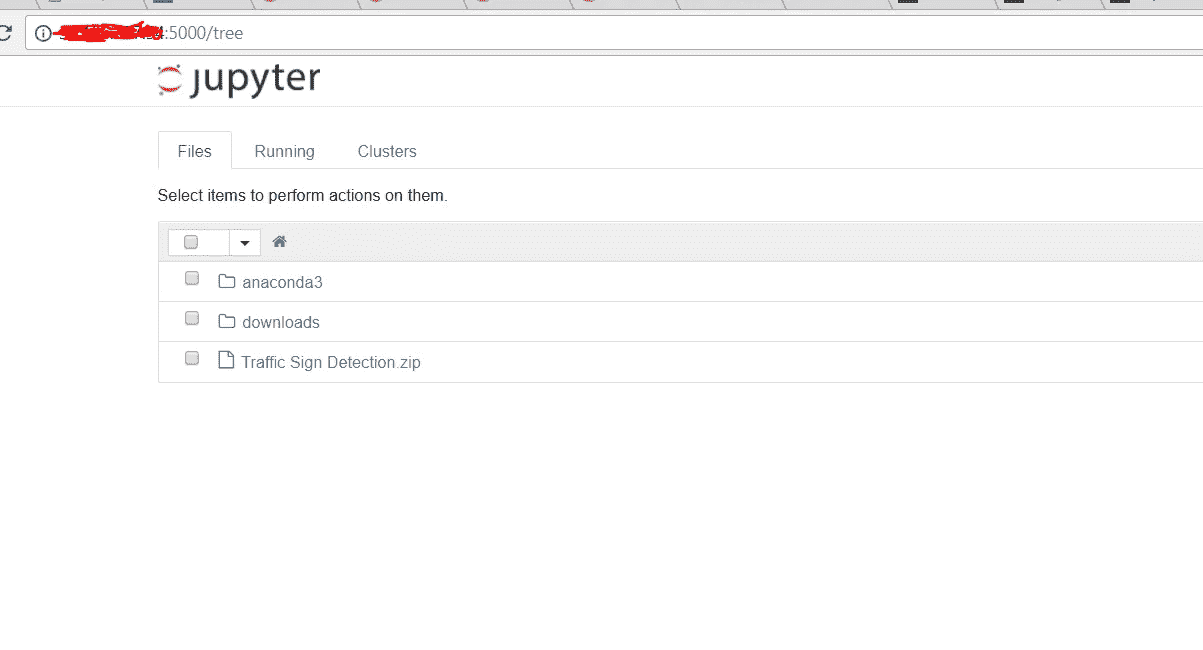 :5000/tree
jupyter
Files Running Clusters
Select items to perform actions on them.
anaconda3
downloads
Traffic Sign Detection.zip